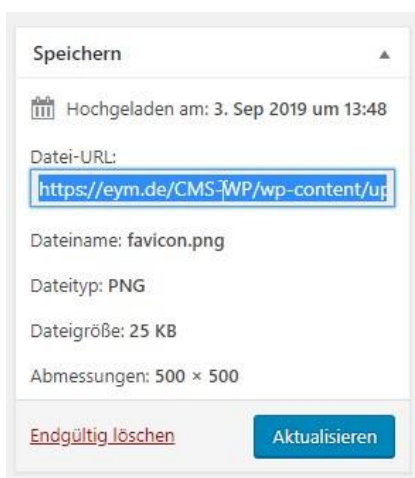 Speichern
Hochgeladen am: 3. Sep 2019 um 13:48
Datei-URL:
https://eym.de/CMS-WP/wp-content/up
Dateiname: favicon.png
Dateityp: PNG
Dateigröße: 25 KB
Abmessungen: 500 × 500
Endgültig löschen Aktualisieren